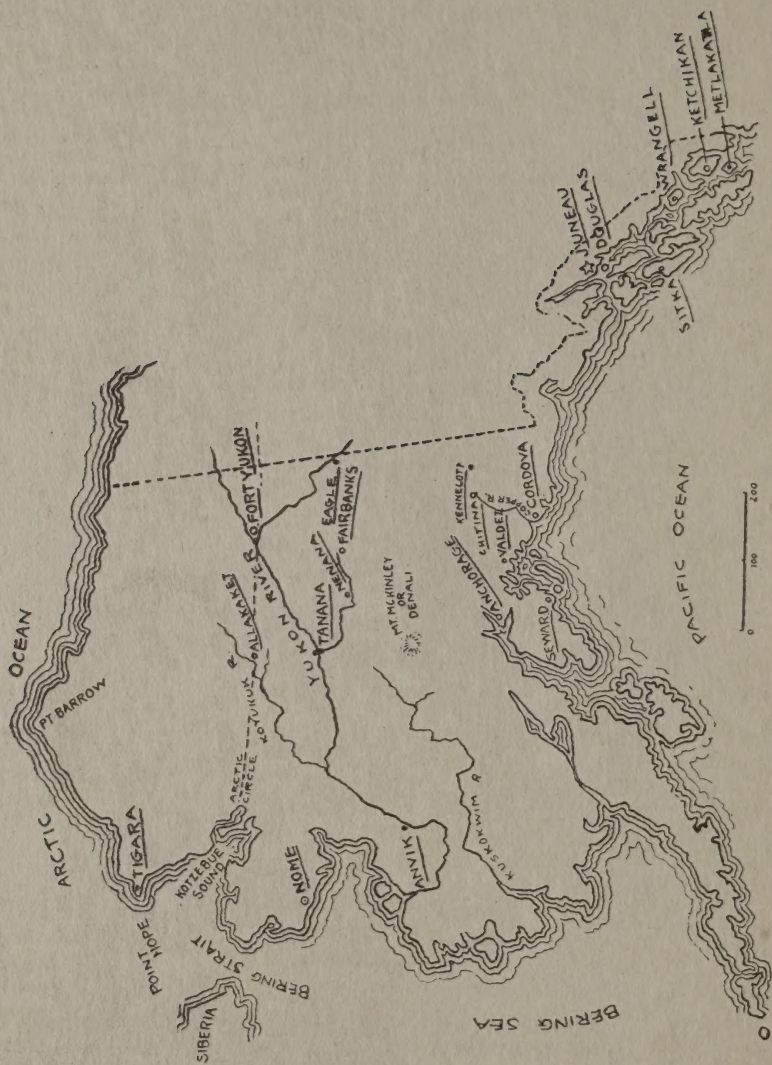 ARCTIC
OCEAN
PT BARROW
TIGARA
POINT HOPE
KOTZEBUE
SOUND
ARCTIC
CIRCLE
SIBERIA
BERING STRAIT
NOME
KOYUKUK R
ALLAKAKET
YUKON RIVER
FORT YUKON
TANANA
NENANA
EAGLE
FAIRBANKS
MT. MCKINLEY
OR
DENALI
ANVIK
KUSKOKWIM R
BERING SEA
ANCHORAGE
KENNECOTT
CHITINA
VALDEZ
CORDOVA
SEWARD
JUNEAU
DOUGLAS
SITKA
WRANGELL
KETCHIKAN
METLAKATLA
PACIFIC OCEAN
0 100 200